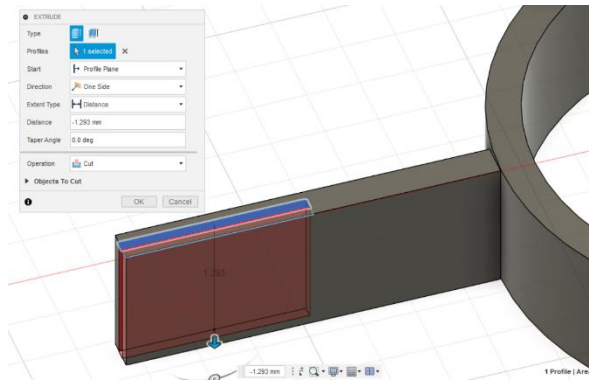 EXTRUDE
Type
Profiles 1 selected
Start Profile Plane
Direction One Side
Extent Type Distance
Distance -1.293 mm
Taper Angle 0.0 deg
Operation Cut
Objects To Cut
OK Cancel
1.293
-1.293 mm
1 Profile | Area